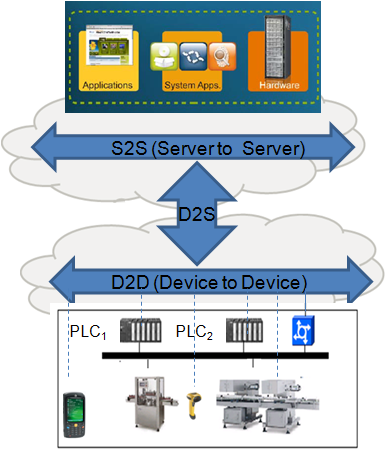 Applications
System Apps.
Hardware
S2S (Server to Server)
D2S
D2D (Device to Device)
PLC1
PLC2